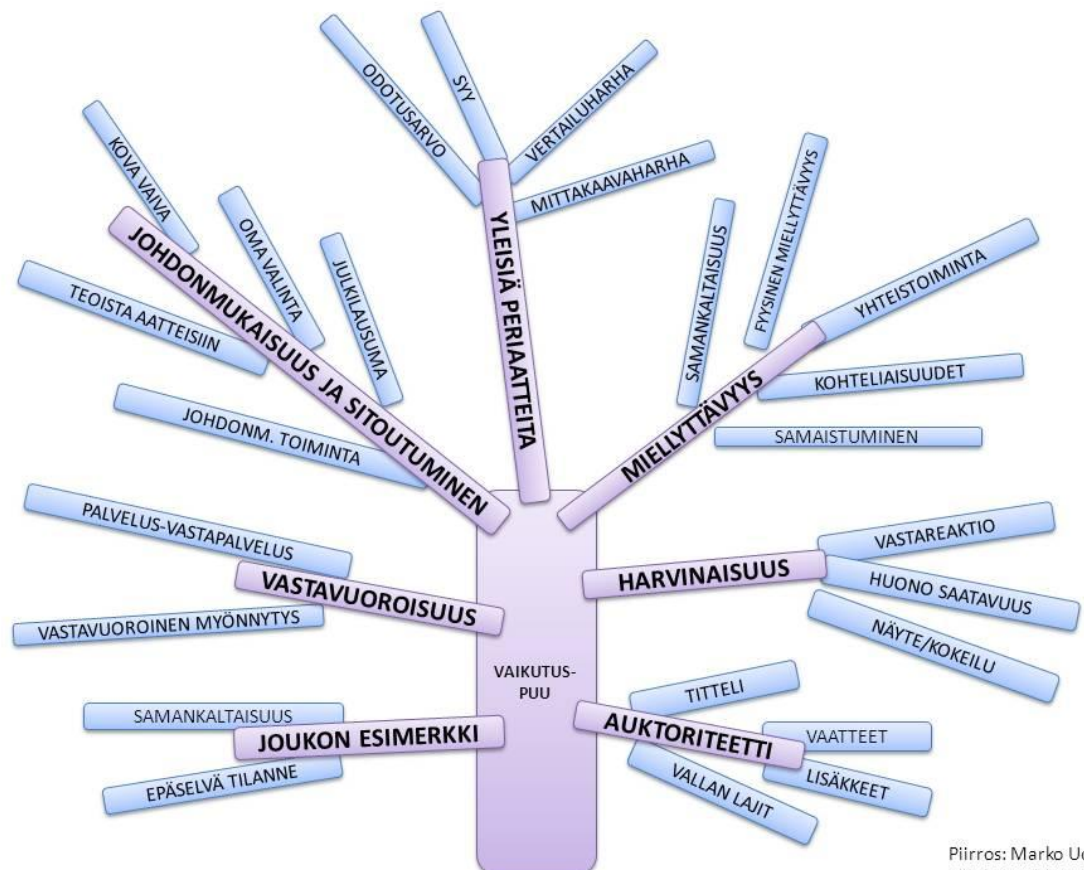 ODOTUSARVO
SYY
VERTAILUHARHA
MITTAKAAVAHARHA
YLEISIÄ PERIAATTEITA
KOVA VAIVA
OMA VALINTA
JULKILAUSUMA
TEOISTA AATTEISIIN
JOHDONM. TOIMINTA
JOHDONMUKAISUUS JA SITOUTUMINEN
SAMANKALTAISUUS
FYYSINEN MIELLYTTÄVYYS
YHTEISTOIMINTA
KOHTELIAISUUDET
SAMAISTUMINEN
MIELLYTTÄVYYS
PALVELUS-VASTAPALVELUS
VASTAVUOROISUUS
VASTAVUOROINEN MYÖNNYTYS
HARVINAISUUS
VASTAREAKTIO
HUONO SAATAVUUS
NÄYTE/KOKEILU
VAIKUTUS-
PUU
SAMANKALTAISUUS
JOUKON ESIMERKKI
EPÄSELVÄ TILANNE
TITTELI
AUKTORITEETTI
VAATTEET
LISÄKKEET
VALLAN LAJIT
Piirros: Marko